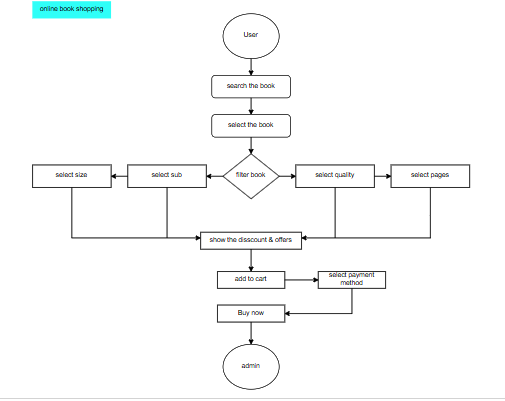 online book shopping
User
search the book
select the book
select size
select sub
filter book
select quality
select pages
show the disscount & offers
add to cart
select payment
method
Buy now
admin